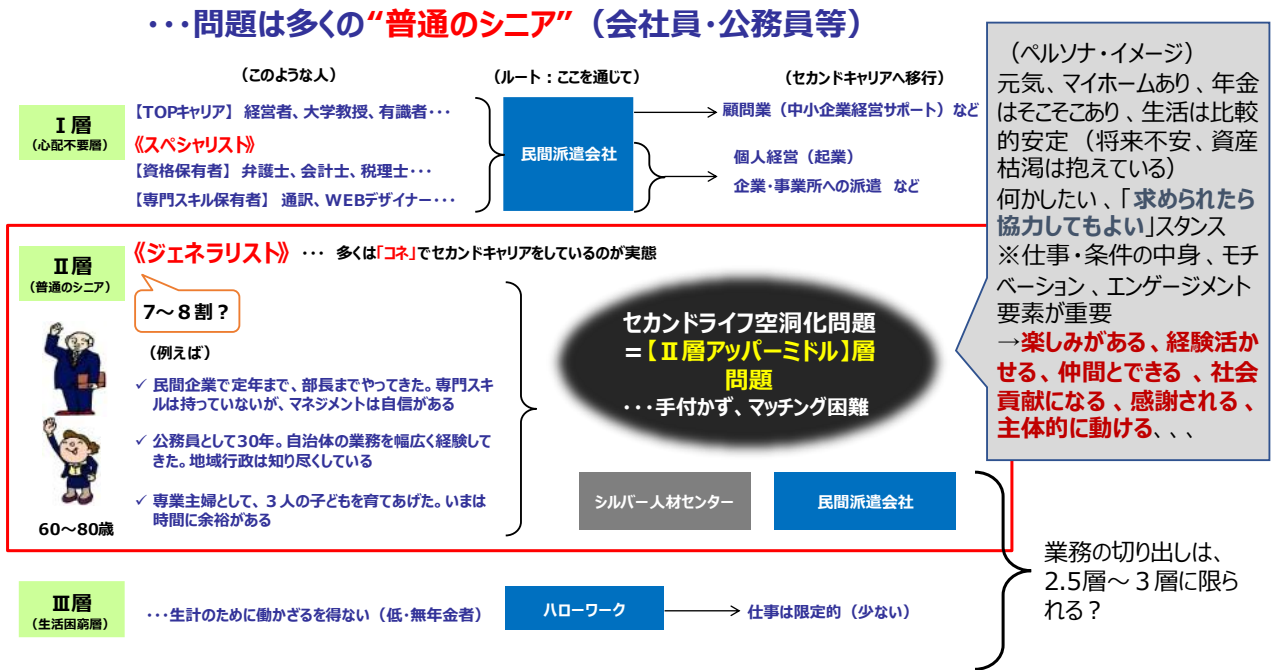 ・・・問題は多くの“普通のシニア”（会社員・公務員等）
（このような人）
（ルート：ここを通じて）
（セカンドキャリアへ移行）
Ⅰ層
（心配不要層）
【TOPキャリア】 経営者、大学教授、有識者・・・
《スペシャリスト》
【資格保有者】 弁護士、会計士、税理士・・・
【専門スキル保有者】 通訳、WEBデザイナー・・・
民間派遣会社
顧問業（中小企業経営サポート）など
個人経営（起業）
企業・事業所への派遣 など
Ⅱ層
（普通のシニア）
《ジェネラリスト》 ・・・ 多くは「コネ」でセカンドキャリアをしているのが実態
7～８割？
（例えば）
✓ 民間企業で定年まで、部長までやってきた。専門スキ
ルは持っていないが、マネジメントは自信がある
✓ 公務員として30年。自治体の業務を幅広く経験して
きた。地域行政は知り尽くしている
✓ 専業主婦として、３人の子どもを育てあげた。いまは
時間に余裕がある
60～80歳
セカンドライフ空洞化問題
＝【Ⅱ層アッパーミドル】層
問題
・・・手付かず、マッチング困難
シルバー人材センター
民間派遣会社
Ⅲ層
（生活困窮層）
・・・生計のために働かざるを得ない（低・無年金者）
ハローワーク
仕事は限定的（少ない）
（ペルソナ・イメージ）
元気、マイホームあり、年金
はそこそこあり、生活は比較
的安定（将来不安、資産
枯渇は抱えている）
何かしたい、「求められたら
協力してもよい」スタンス
※仕事・条件の中身、モチ
ベーション、エンゲージメント
要素が重要
→楽しみがある、経験活か
せる、仲間とできる、社会
貢献になる、感謝される、
主体的に動ける、、、
業務の切り出しは、
2.5層～３層に限ら
れる？